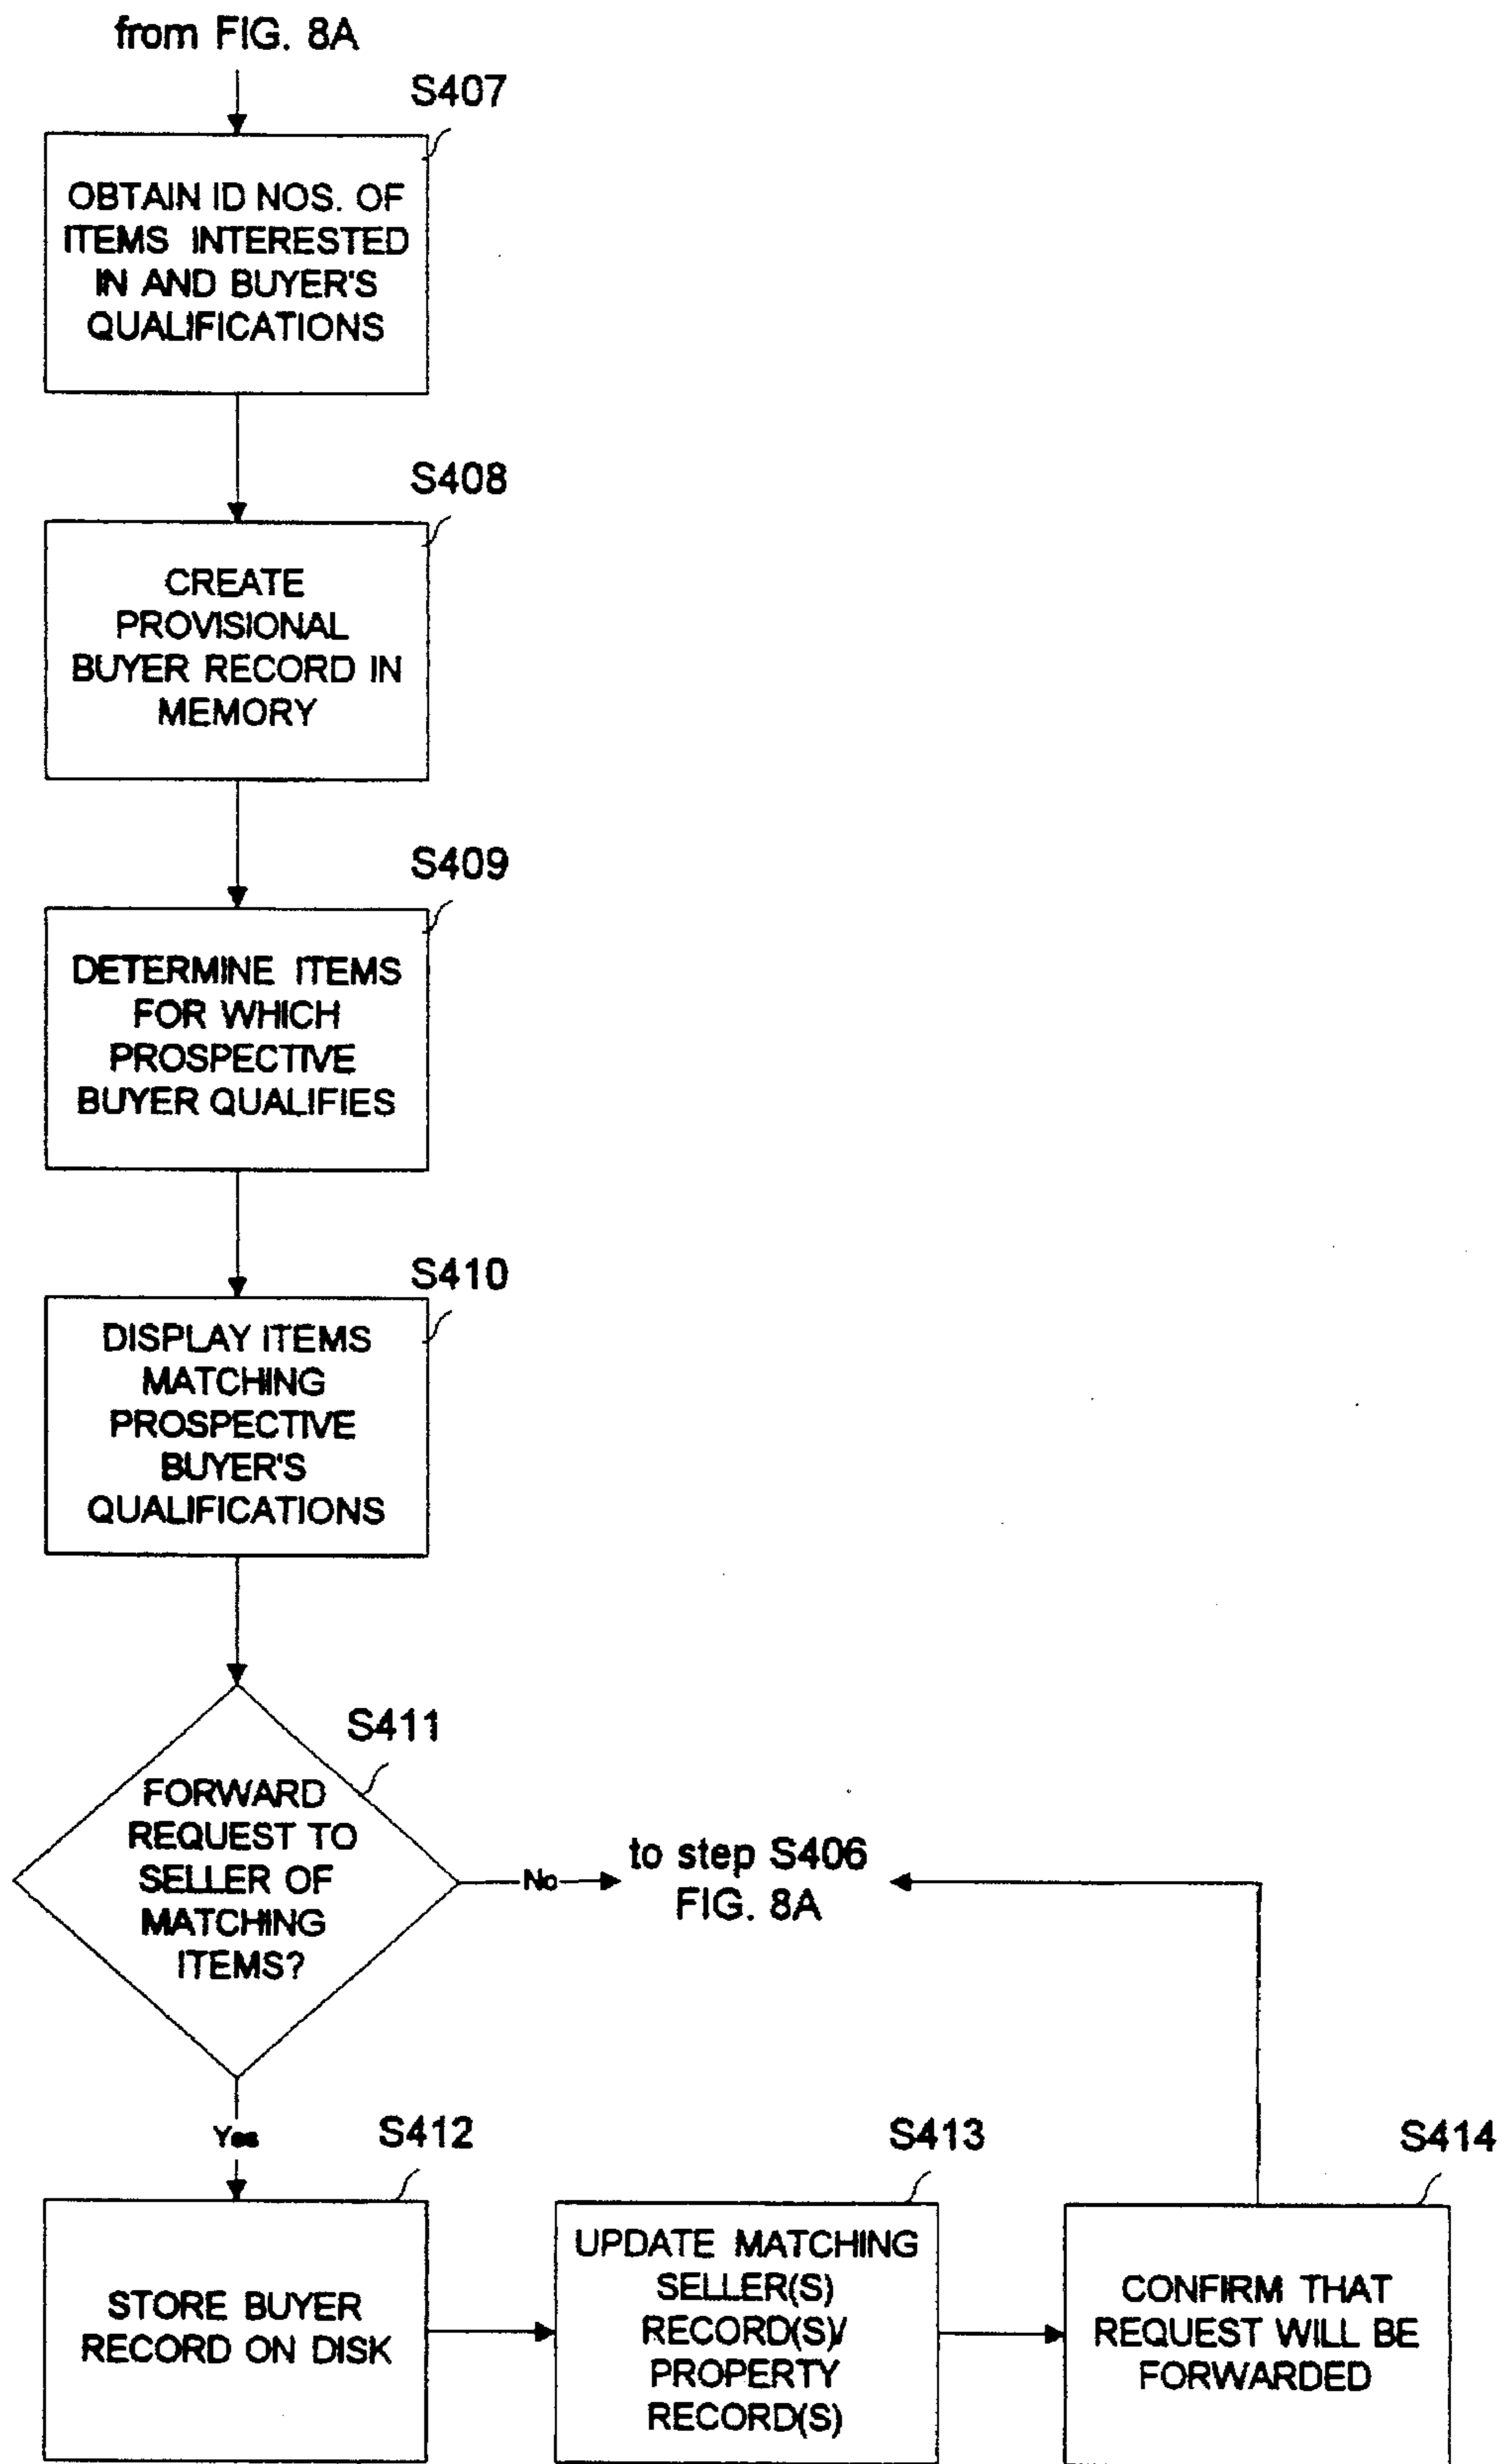 from FIG. 8A
S407
OBTAIN ID NOS. OF
ITEMS INTERESTED
IN AND BUYER'S
QUALIFICATIONS
S408
CREATE
PROVISIONAL
BUYER RECORD IN
MEMORY
S409
DETERMINE ITEMS
FOR WHICH
PROSPECTIVE
BUYER QUALIFIES
S410
DISPLAY ITEMS
MATCHING
PROSPECTIVE
BUYER'S
QUALIFICATIONS
S411
FORWARD
REQUEST TO
SELLER OF
MATCHING
ITEMS?
No
to step S406
FIG. 8A
Yes
S412
STORE BUYER
RECORD ON DISK
S413
UPDATE MATCHING
SELLER(S)
RECORD(S)/
PROPERTY
RECORD(S)
S414
CONFIRM THAT
REQUEST WILL BE
FORWARDED